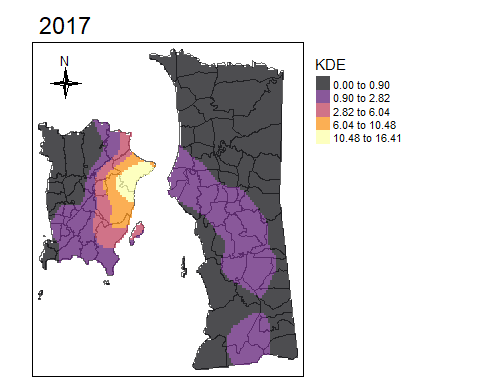 2017
N
KDE
0.00 to 0.90
0.90 to 2.82
2.82 to 6.04
6.04 to 10.48
10.48 to 16.41